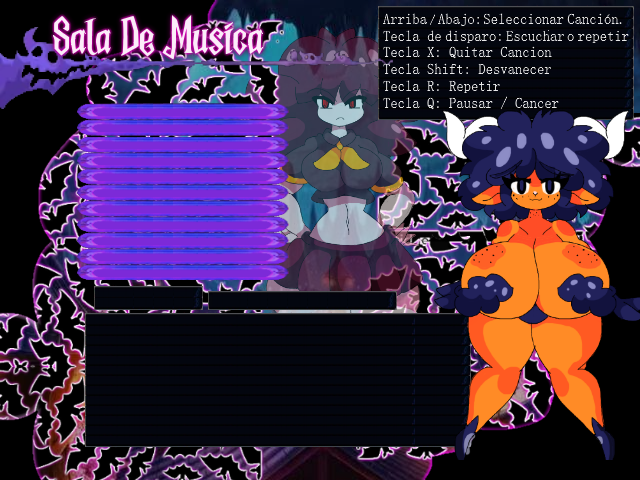 Sala De Musica
Arriba/Abajo: Seleccionar Canción.
Tecla de disparo: Escuchar o repetir
Tecla X: Quitar Cancion
Tecla Shift: Desvanecer
Tecla R: Repetir
Tecla Q: Pausar / Cancer